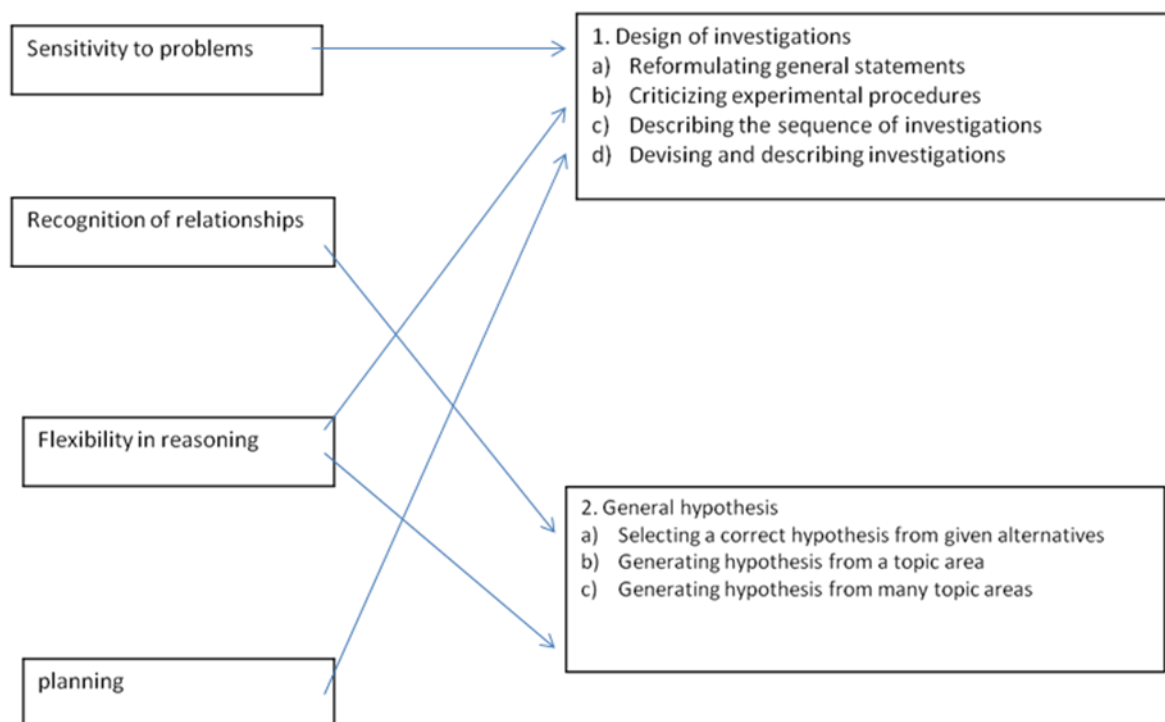 Sensitivity to problems
1. Design of investigations
a) Reformulating general statements
b) Criticizing experimental procedures
c) Describing the sequence of investigations
d) Devising and describing investigations
Recognition of relationships
Flexibility in reasoning
2. General hypothesis
a) Selecting a correct hypothesis from given alternatives
b) Generating hypothesis from a topic area
c) Generating hypothesis from many topic areas
planning